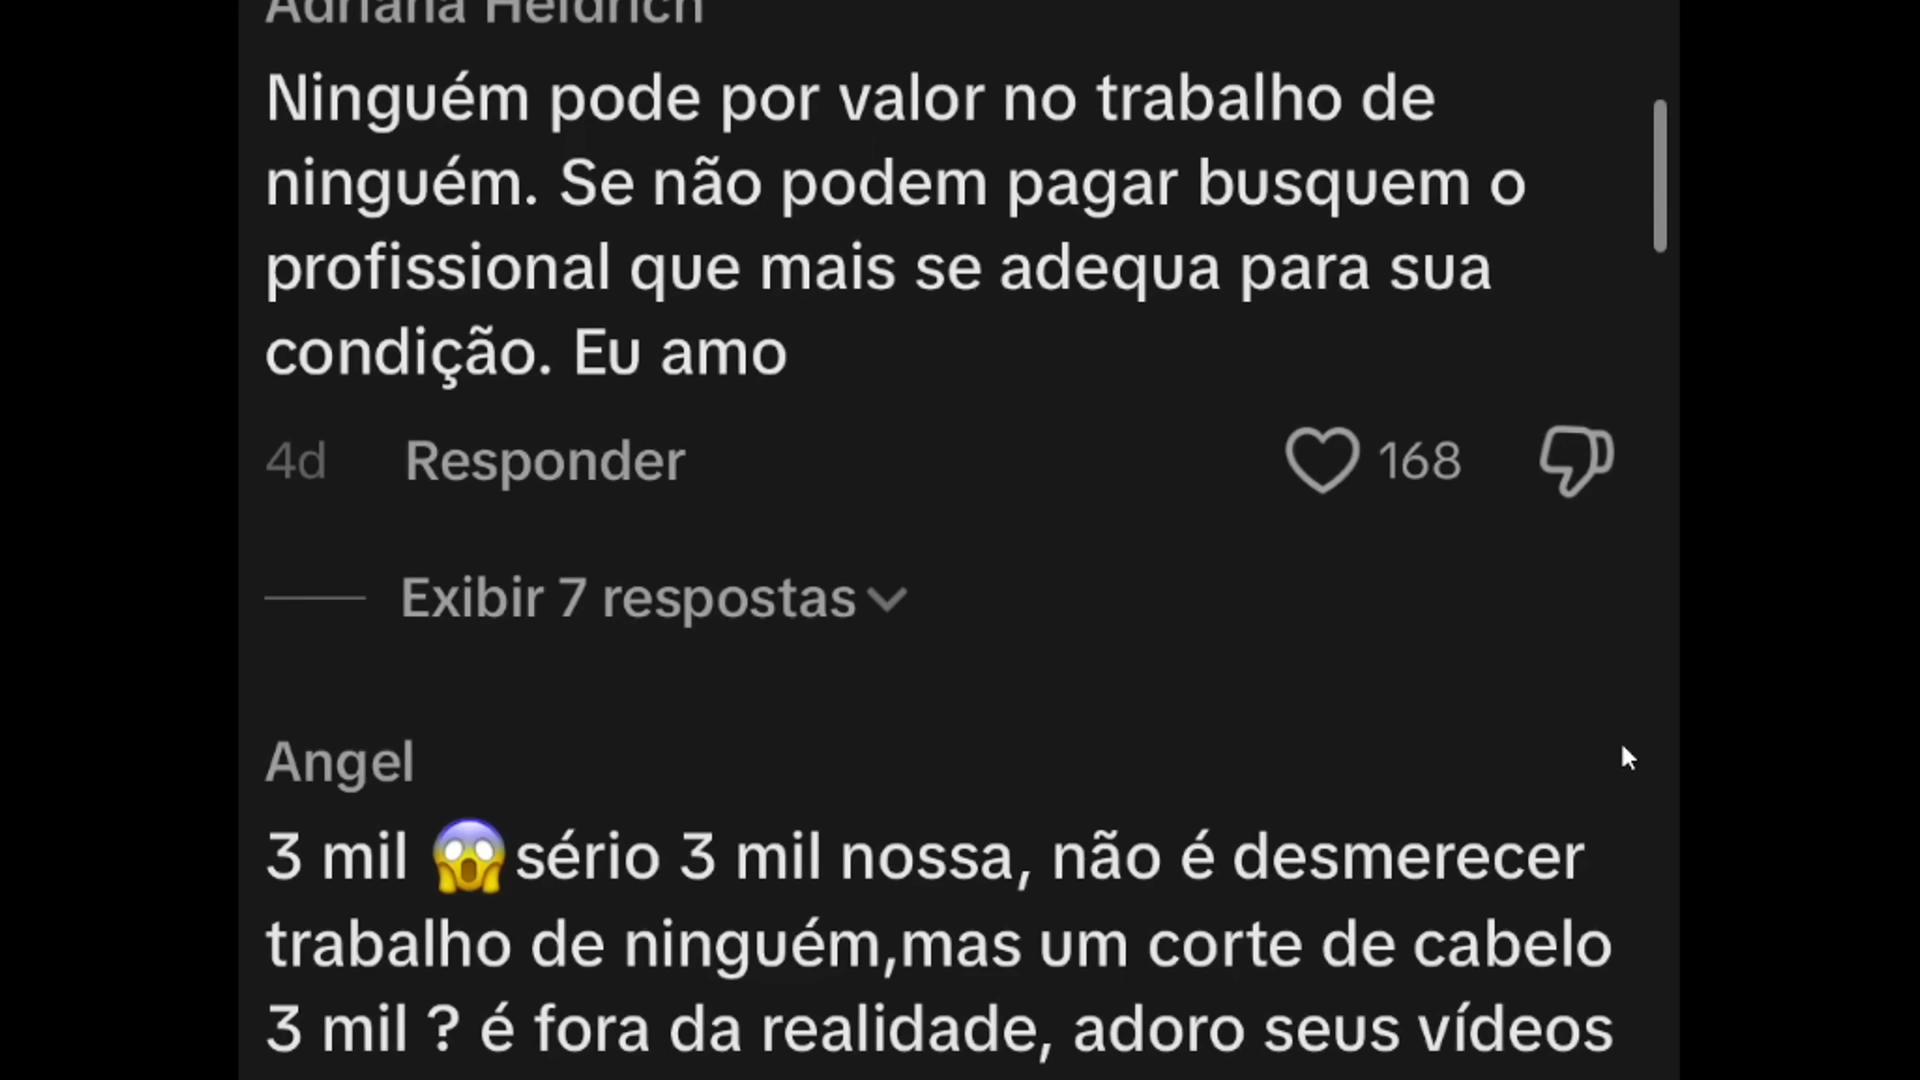 Adriana Heidrich
Ninguém pode por valor no trabalho de
ninguém. Se não podem pagar busquem o
profissional que mais se adequa para sua
condição. Eu amo
4d Responder 168
Exibir 7 respostas
Angel
3 mil 😱 sério 3 mil nossa, não é desmerecer
trabalho de ninguém,mas um corte de cabelo
3 mil ? é fora da realidade, adoro seus vídeos